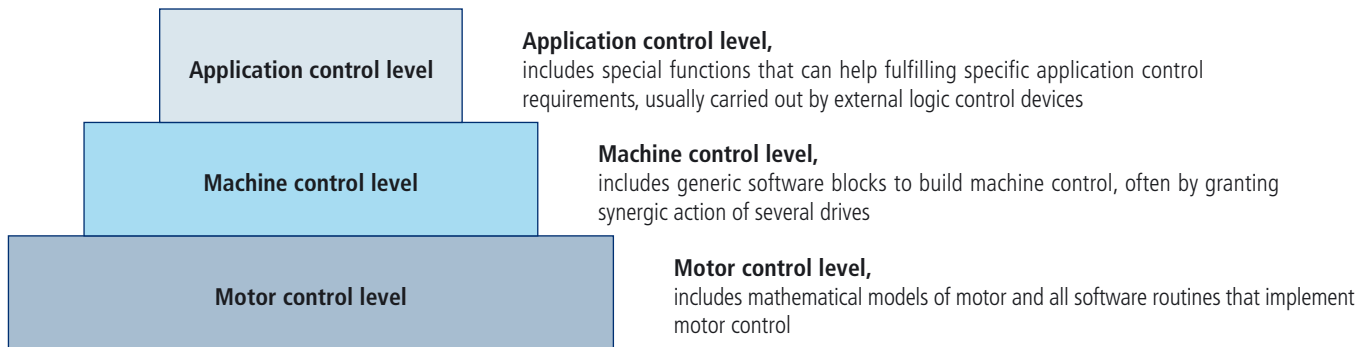 Application control level
Application control level,
includes special functions that can help fulfilling specific application control
requirements, usually carried out by external logic control devices
Machine control level
Machine control level,
includes generic software blocks to build machine control, often by granting
synergic action of several drives
Motor control level
Motor control level,
includes mathematical models of motor and all software routines that implement
motor control